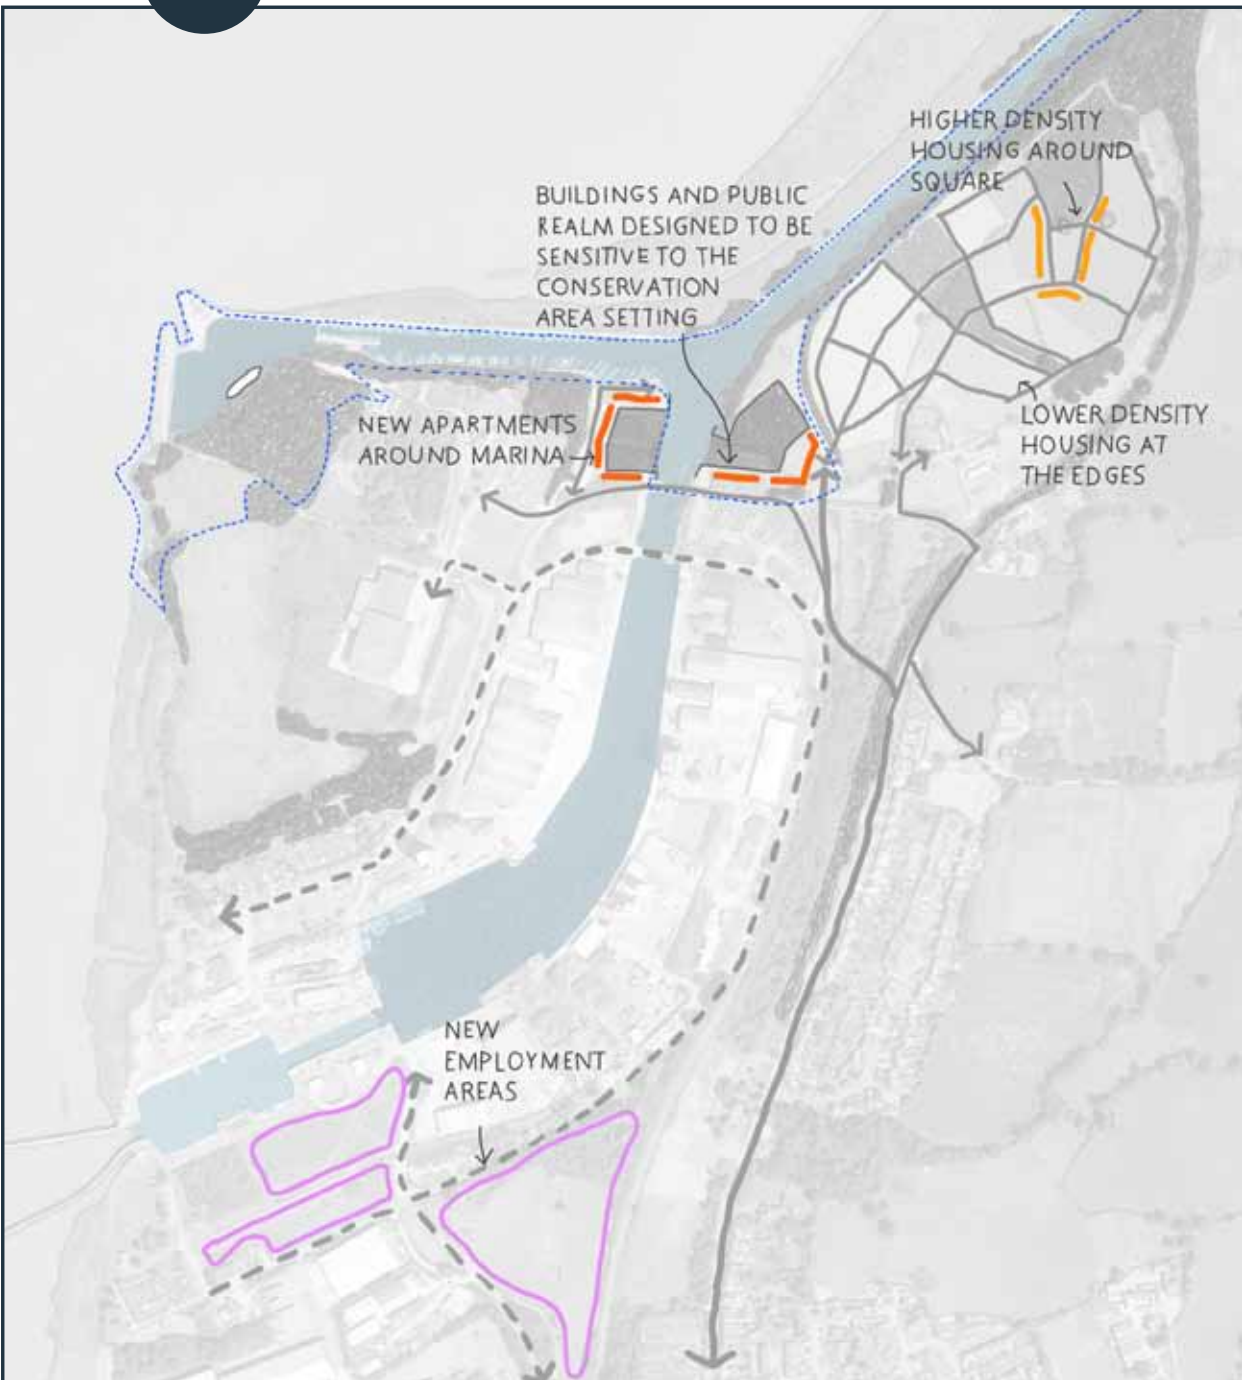 HIGHER DENSITY
HOUSING AROUND
SQUARE
BUILDINGS AND PUBLIC
REALM DESIGNED TO BE
SENSITIVE TO THE
CONSERVATION
AREA SETTING
NEW APARTMENTS
AROUND MARINA
LOWER DENSITY
HOUSING AT
THE EDGES
NEW
EMPLOYMENT
AREAS